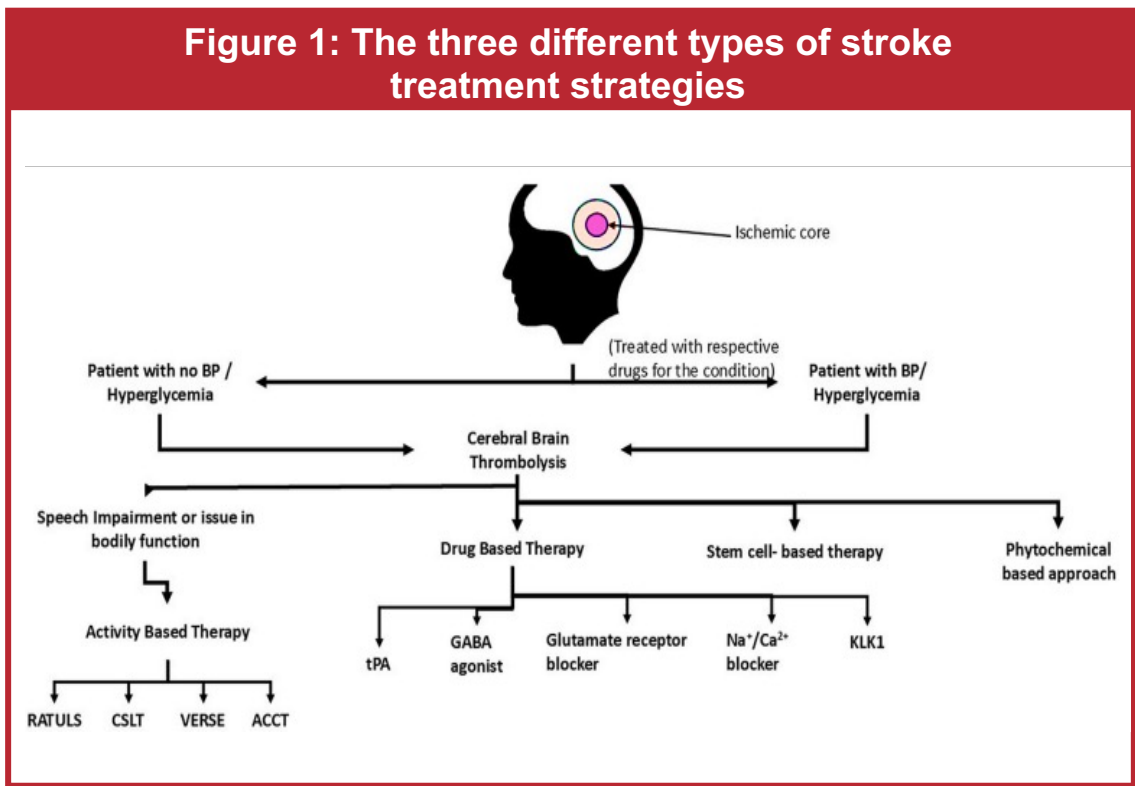 Figure 1: The three different types of stroke
treatment strategies
Ischemic core
(Treated with respective
drugs for the condition)
Patient with no BP /
Hyperglycemia
Patient with BP/
Hyperglycemia
Cerebral Brain
Thrombolysis
Speech Impairment or issue in
bodily function
Drug Based Therapy
Stem cell- based therapy
Phytochemical
based approach
Activity Based Therapy
tPA
GABA
agonist
Glutamate receptor
blocker
Na⁺/Ca²⁺
blocker
KLK1
RATULS
CSLT
VERSE
ACCT